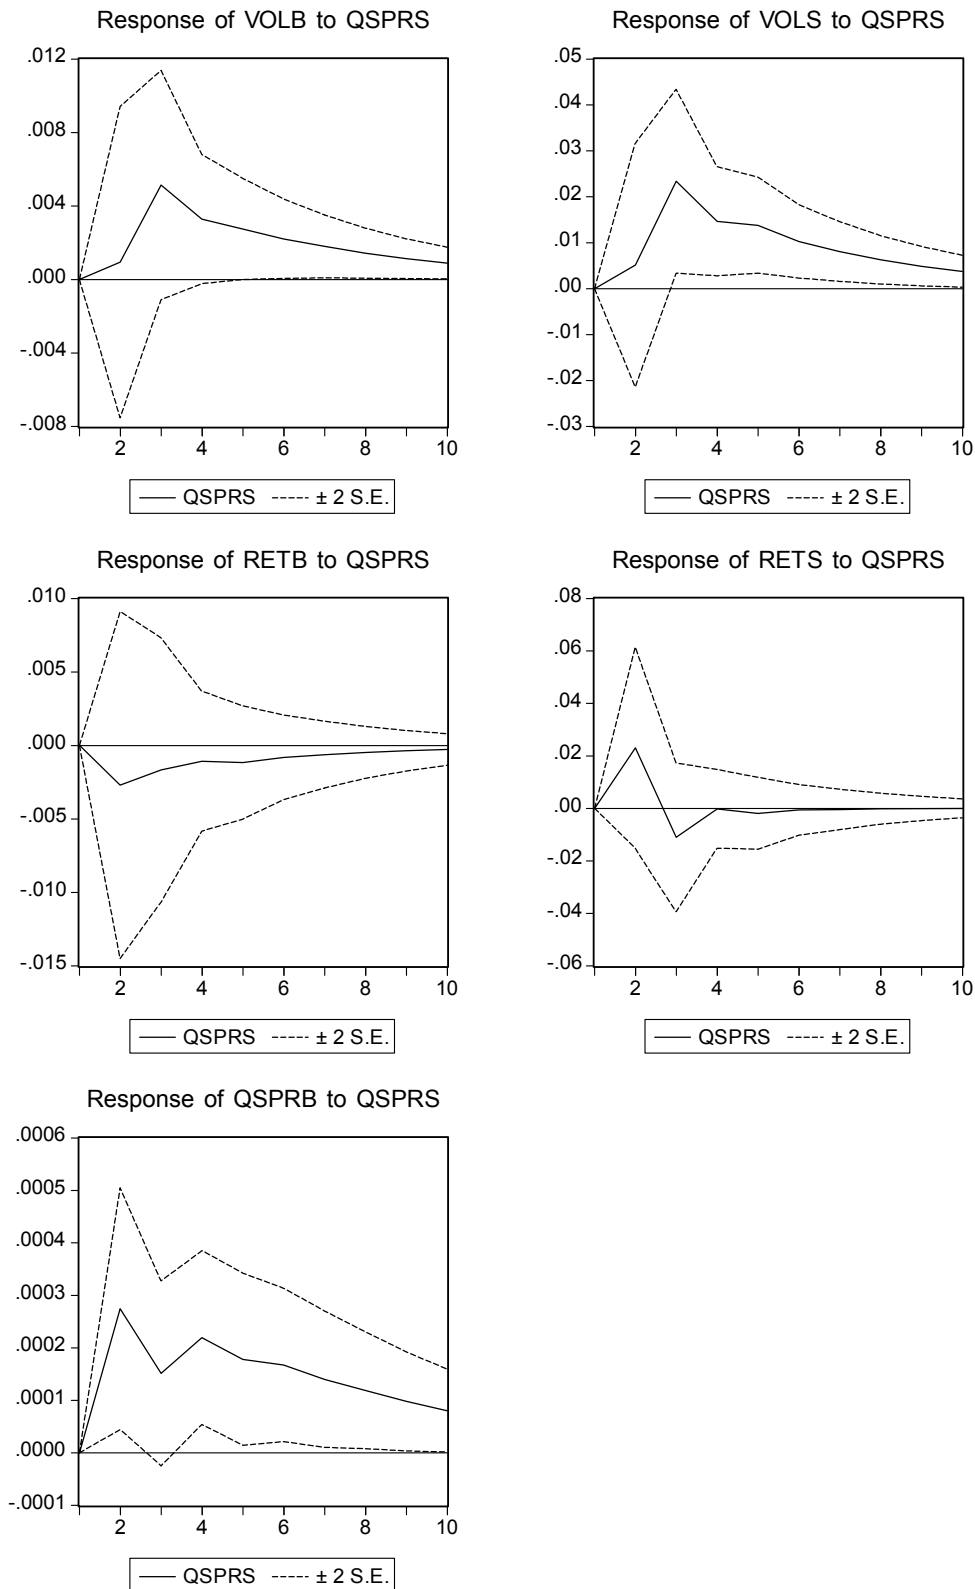 Response of VOLB to QSPRS
.012
.008
.004
.000
-.004
-.008
2 4 6 8 10
QSPRS ± 2 S.E.
Response of VOLS to QSPRS
.05
.04
.03
.02
.01
.00
-.01
-.02
-.03
2 4 6 8 10
QSPRS ± 2 S.E.
Response of RETB to QSPRS
.010
.005
.000
-.005
-.010
-.015
2 4 6 8 10
QSPRS ± 2 S.E.
Response of RETS to QSPRS
.08
.06
.04
.02
.00
-.02
-.04
-.06
2 4 6 8 10
QSPRS ± 2 S.E.
Response of QSPRB to QSPRS
.0006
.0005
.0004
.0003
.0002
.0001
.0000
-.0001
2 4 6 8 10
QSPRS ± 2 S.E.